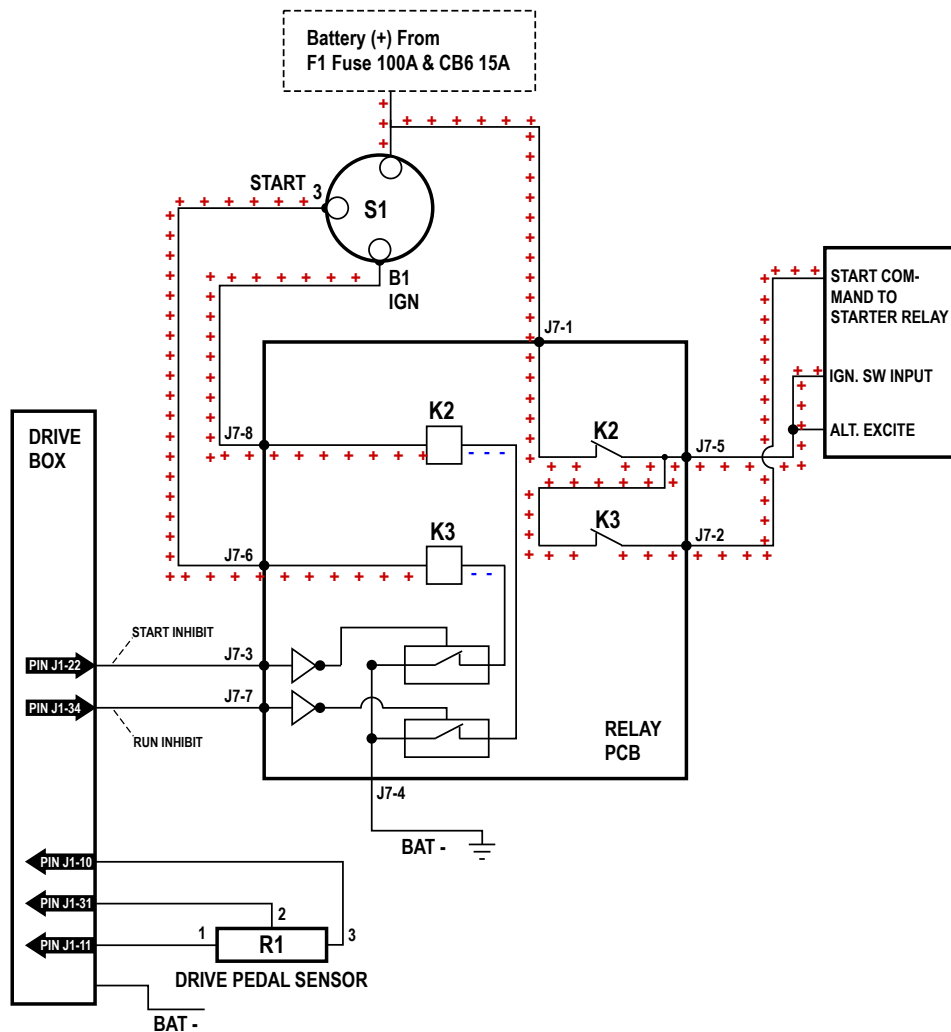 Battery (+) From
F1 Fuse 100A & CB6 15A
START
3
S1
B1
IGN
START COM-
MAND TO
STARTER RELAY
IGN. SW INPUT
ALT. EXCITE
J7-1
DRIVE
BOX
J7-8
K2
K2
J7-5
J7-6
K3
K3
J7-2
START INHIBIT
PIN J1-22
J7-3
PIN J1-34
J7-7
RUN INHIBIT
RELAY
PCB
J7-4
BAT -
PIN J1-10
PIN J1-31
2
PIN J1-11
1
R1
3
DRIVE PEDAL SENSOR
BAT -